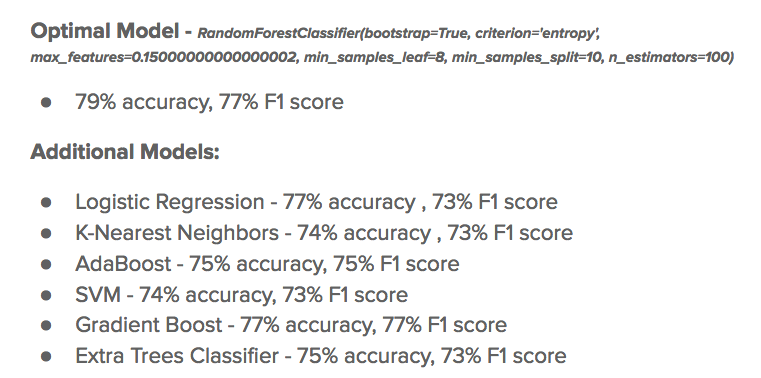 Optimal Model - RandomForestClassifier(bootstrap=True, criterion='entropy',
max_features=0.15000000000000002, min_samples_leaf=8, min_samples_split=10, n_estimators=100)
● 79% accuracy, 77% F1 score
Additional Models:
● Logistic Regression - 77% accuracy , 73% F1 score
● K-Nearest Neighbors - 74% accuracy , 73% F1 score
● AdaBoost - 75% accuracy, 75% F1 score
● SVM - 74% accuracy, 73% F1 score
● Gradient Boost - 77% accuracy, 77% F1 score
● Extra Trees Classifier - 75% accuracy, 73% F1 score